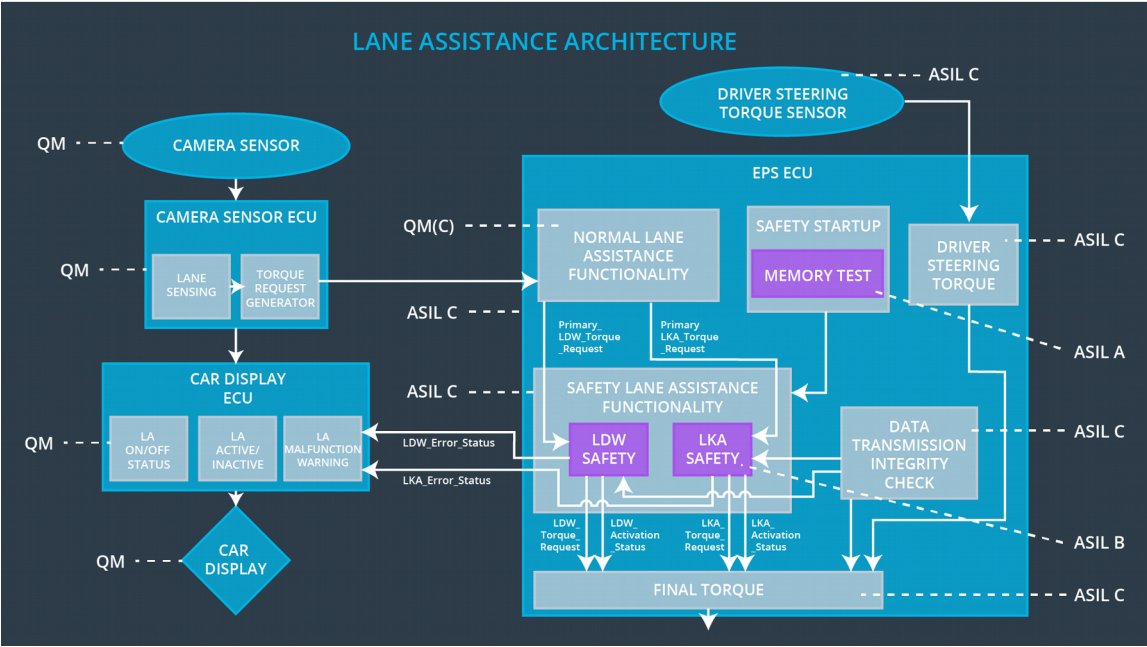 LANE ASSISTANCE ARCHITECTURE
ASIL C
DRIVER STEERING
TORQUE SENSOR
QM
CAMERA SENSOR
EPS ECU
CAMERA SENSOR ECU
QM
LANE
SENSING
TORQUE
REQUEST
GENERATOR
QM(C)
NORMAL LANE
ASSISTANCE
FUNCTIONALITY
SAFETY STARTUP
MEMORY TEST
DRIVER
STEERING
TORQUE
ASIL C
ASIL C
Primary_
LDW_Torque
_Request
Primary
LKA_Torque
_Request
ASIL A
CAR DISPLAY
ECU
QM
LA
ON/OFF
STATUS
LA
ACTIVE/
INACTIVE
LA
MALFUNCTION
WARNING
ASIL C
SAFETY LANE ASSISTANCE
FUNCTIONALITY
LDW
SAFETY
LKA
SAFETY
DATA
TRANSMISSION
INTEGRITY
CHECK
ASIL C
LDW_Error_Status
LKA_Error_Status
LDW_
Torque_
Request
LDW_
Activation
_Status
LKA_
Torque_
Request
LKA_
Activation
_Status
ASIL B
QM
CAR
DISPLAY
FINAL TORQUE
ASIL C